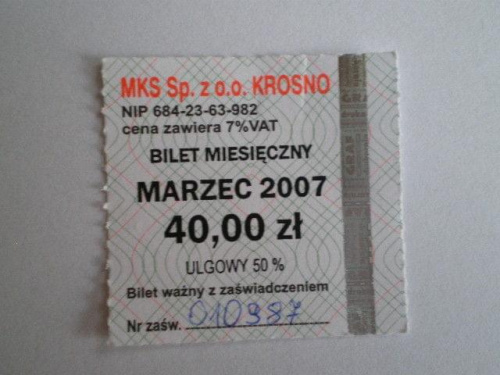 MKS Sp. z o.o. KROSNO
NIP 684-23-63-982
cena zawiera 7%VAT
BILET MIESIĘCZNY
MARZEC 2007
40,00 zł
ULGOWY 50 %
Bilet ważny z zaświadczeniem
Nr zaśw. 010987